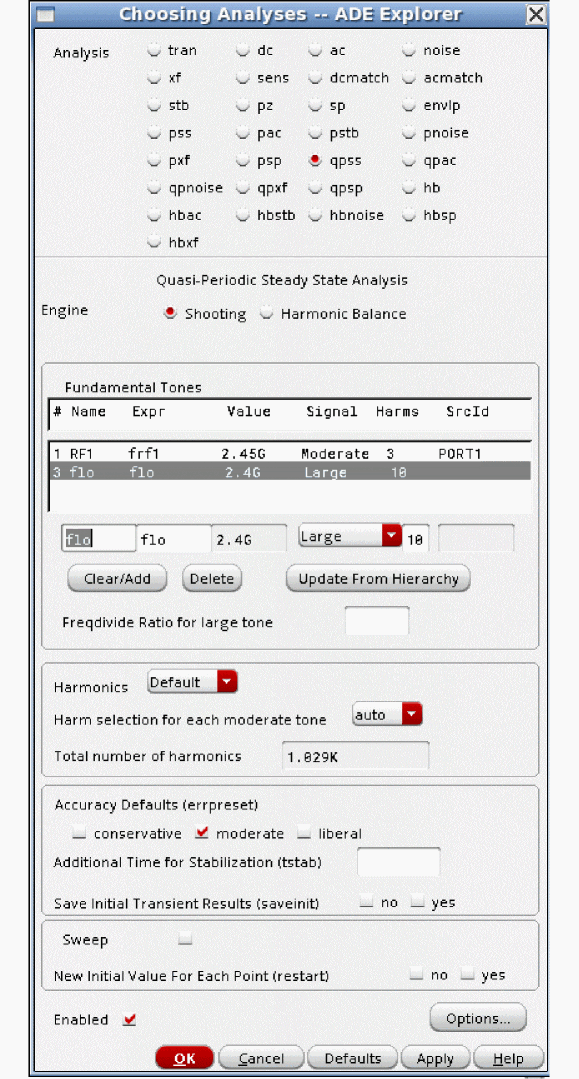 Choosing Analyses -- ADE Explorer
Analysis tran dc ac noise
xf sens dcmatch acmatch
stb pz sp envlp
pss pac pstb pnoise
pxf psp qpss qpac
qpnoise qpxf qpsp hb
hbac hbstb hbnoise hbsp
hbxf
Quasi-Periodic Steady State Analysis
Engine Shooting Harmonic Balance
Fundamental Tones
# Name Expr Value Signal Harms SrcId
1 RF1 frf1 2.45G Moderate 3 PORT1
3 flo flo 2.4G Large 10
flo flo 2.4G Large 10
Clear/Add Delete Update From Hierarchy
Freqdivide Ratio for large tone
Harmonics Default
Harm selection for each moderate tone auto
Total number of harmonics 1.029K
Accuracy Defaults (errpreset)
conservative moderate liberal
Additional Time for Stabilization (tstab)
Save Initial Transient Results (saveinit) no yes
Sweep
New Initial Value For Each Point (restart) no yes
Enabled Options...
OK Cancel Defaults Apply Help